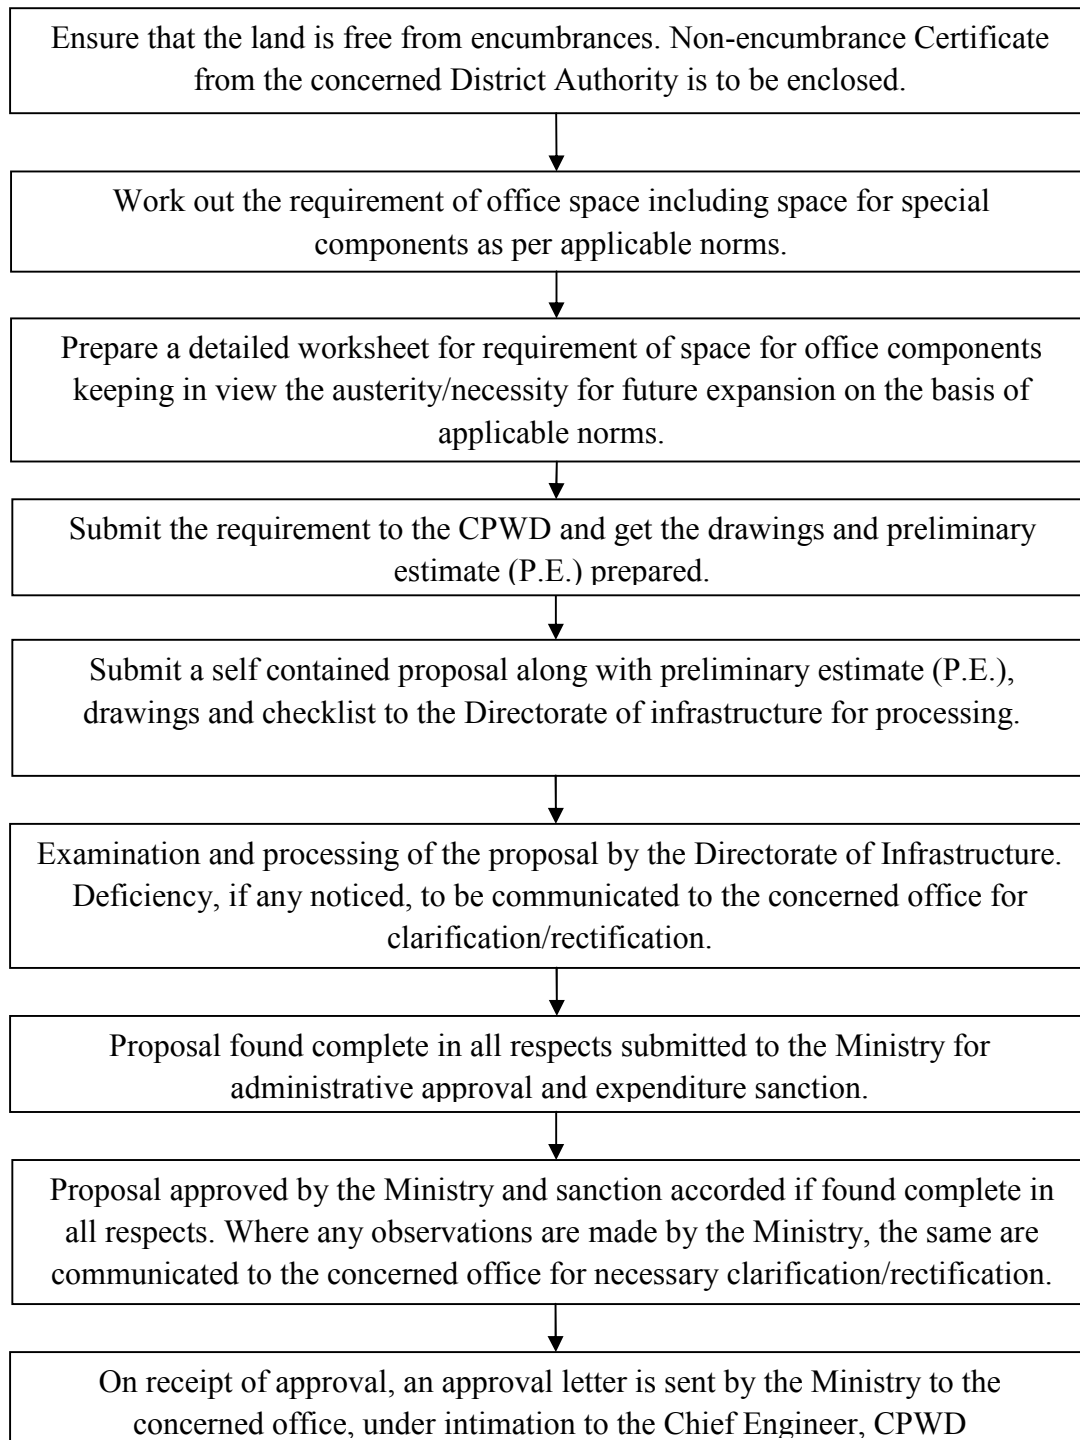 Ensure that the land is free from encumbrances. Non-encumbrance Certificate
from the concerned District Authority is to be enclosed.
Work out the requirement of office space including space for special
components as per applicable norms.
Prepare a detailed worksheet for requirement of space for office components
keeping in view the austerity/necessity for future expansion on the basis of
applicable norms.
Submit the requirement to the CPWD and get the drawings and preliminary
estimate (P.E.) prepared.
Submit a self contained proposal along with preliminary estimate (P.E.),
drawings and checklist to the Directorate of infrastructure for processing.
Examination and processing of the proposal by the Directorate of Infrastructure.
Deficiency, if any noticed, to be communicated to the concerned office for
clarification/rectification.
Proposal found complete in all respects submitted to the Ministry for
administrative approval and expenditure sanction.
Proposal approved by the Ministry and sanction accorded if found complete in
all respects. Where any observations are made by the Ministry, the same are
communicated to the concerned office for necessary clarification/rectification.
On receipt of approval, an approval letter is sent by the Ministry to the
concerned office, under intimation to the Chief Engineer, CPWD